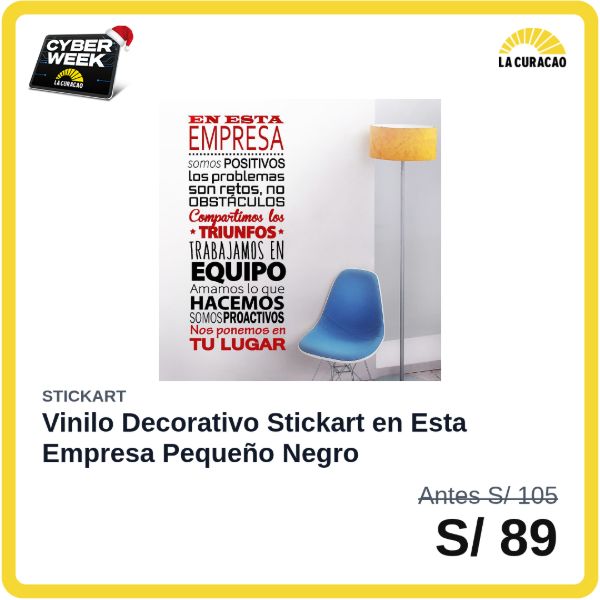 CYBER
WEEK
LA CURACAO
LA CURACAO
EN ESTA
EMPRESA
somos POSITIVOS
los problemas
son retos, no
OBSTÁCULOS
Compartimos los
TRIUNFOS
TRABAJAMOS EN
EQUIPO
Amamos lo que
HACEMOS
SOMOS PROACTIVOS
Nos ponemos en
TU LUGAR
STICKART
Vinilo Decorativo Stickart en Esta
Empresa Pequeño Negro
Antes S/ 105
S/ 89